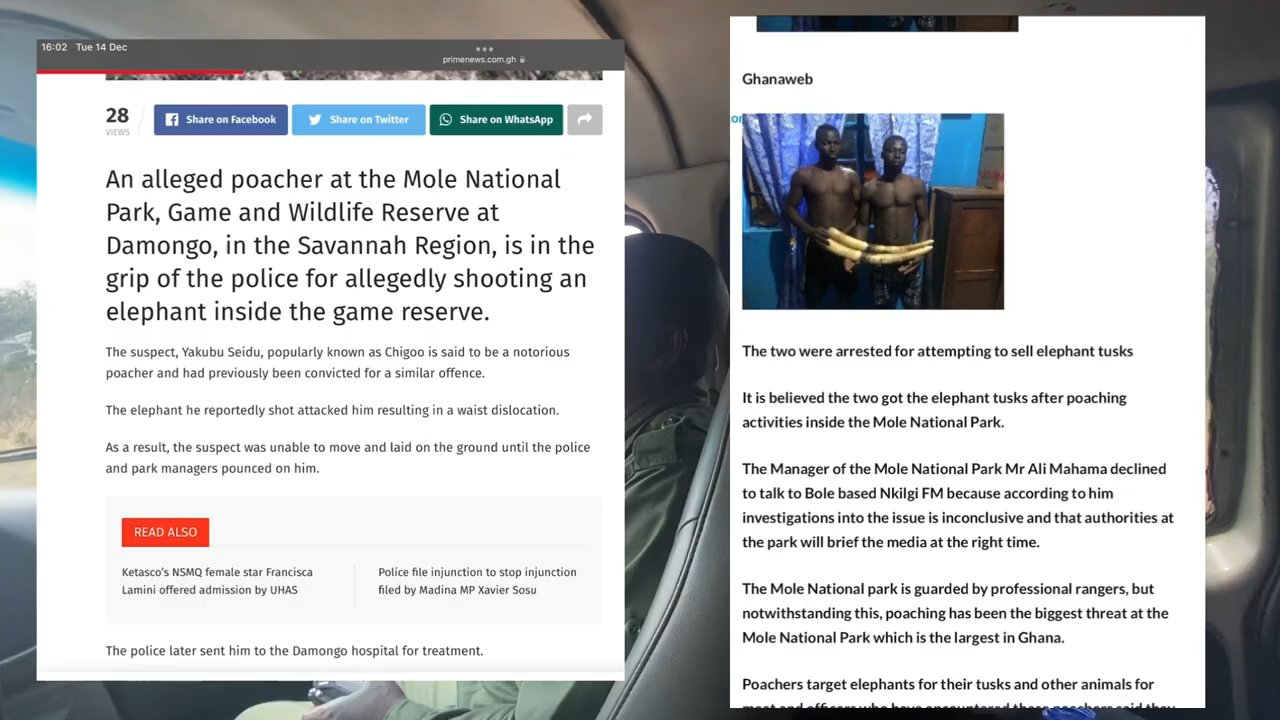 16:02 Tue 14 Dec
primenews.com.gh
28
VIEWS
Share on Facebook
Share on Twitter
Share on WhatsApp
An alleged poacher at the Mole National
Park, Game and Wildlife Reserve at
Damongo, in the Savannah Region, is in the
grip of the police for allegedly shooting an
elephant inside the game reserve.
The suspect, Yakubu Seidu, popularly known as Chigoo is said to be a notorious
poacher and had previously been convicted for a similar offence.
The elephant he reportedly shot attacked him resulting in a waist dislocation.
As a result, the suspect was unable to move and laid on the ground until the police
and park managers pounced on him.
READ ALSO
Ketasco's NSMQ female star Francisca
Lamini offered admission by UHAS
Police file injunction to stop injunction
filed by Madina MP Xavier Sosu
The police later sent him to the Damongo hospital for treatment.
Ghanaweb
The two were arrested for attempting to sell elephant tusks
It is believed the two got the elephant tusks after poaching
activities inside the Mole National Park.
The Manager of the Mole National Park Mr Ali Mahama declined
to talk to Bole based Nkilgi FM because according to him
investigations into the issue is inconclusive and that authorities at
the park will brief the media at the right time.
The Mole National park is guarded by professional rangers, but
notwithstanding this, poaching has been the biggest threat at the
Mole National Park which is the largest in Ghana.
Poachers target elephants for their tusks and other animals for
meat and officers who have encountered these poachers said they